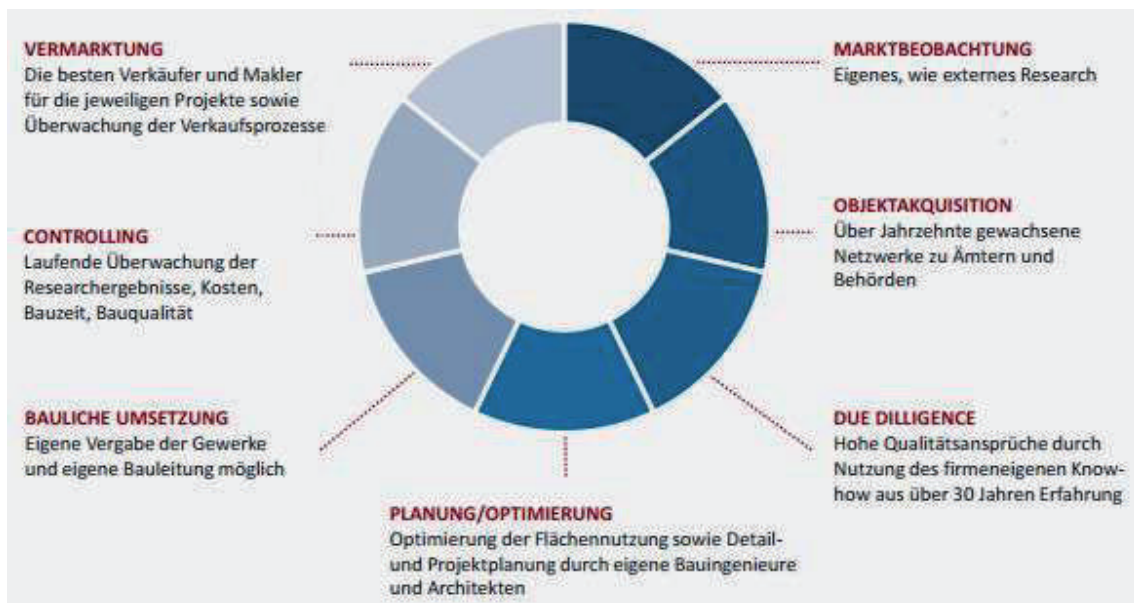 VERMARKTUNG
Die besten Verkäufer und Makler
für die jeweiligen Projekte sowie
Überwachung der Verkaufsprozesse
MARKTBEOBACHTUNG
Eigenes, wie externes Research
OBJEKTAKQUISITION
Über Jahrzehnte gewachsene
Netzwerke zu Ämtern und
Behörden
CONTROLLING
Laufende Überwachung der
Researchergebnisse, Kosten,
Bauzeit, Bauqualität
BAULICHE UMSETZUNG
Eigene Vergabe der Gewerke
und eigene Bauleitung möglich
DUE DILLIGENCE
Hohe Qualitätsansprüche durch
Nutzung des firmeneigenen Know-
how aus über 30 Jahren Erfahrung
PLANUNG/OPTIMIERUNG
Optimierung der Flächennutzung sowie Detail-
und Projektplanung durch eigene Bauingenieure
und Architekten